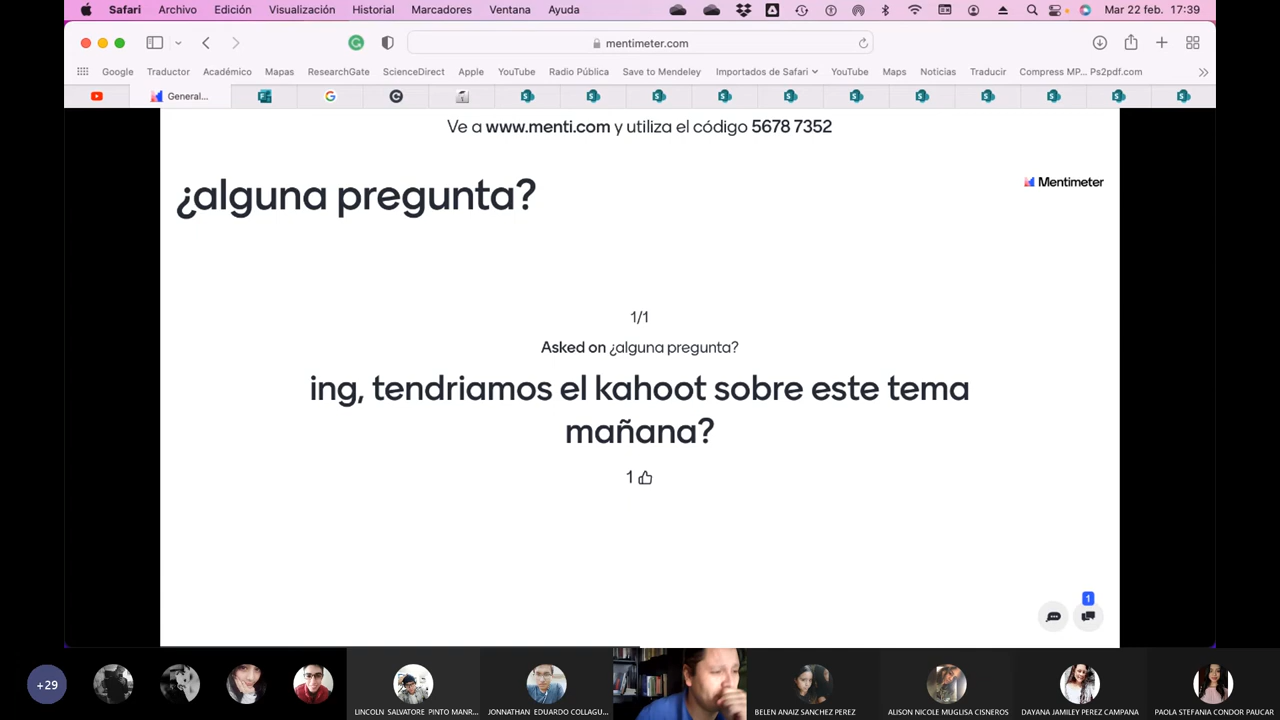 Safari Archivo Edición Visualización Historial Marcadores Ventana Ayuda Mar 22 feb. 17:39
mentimeter.com
Google Traductor Académico Mapas ResearchGate ScienceDirect Apple YouTube Radio Pública Save to Mendeley Importados de Safari YouTube Maps Noticias Traducir Compress MP... Ps2pdf.com
General...
Ve a www.menti.com y utiliza el código 5678 7352
¿alguna pregunta?
Mentimeter
1/1
Asked on ¿alguna pregunta?
ing, tendriamos el kahoot sobre este tema
mañana?
1
1
+29
LINCOLN SALVATORE PINTO MANR... JONNATHAN EDUARDO COLLAGU... BELEN ANAIZ SANCHEZ PEREZ ALISON NICOLE MUGLISA CISNEROS DAYANA JAMILEY PEREZ CAMPANA PAOLA STEFANIA CONDOR PAUCAR